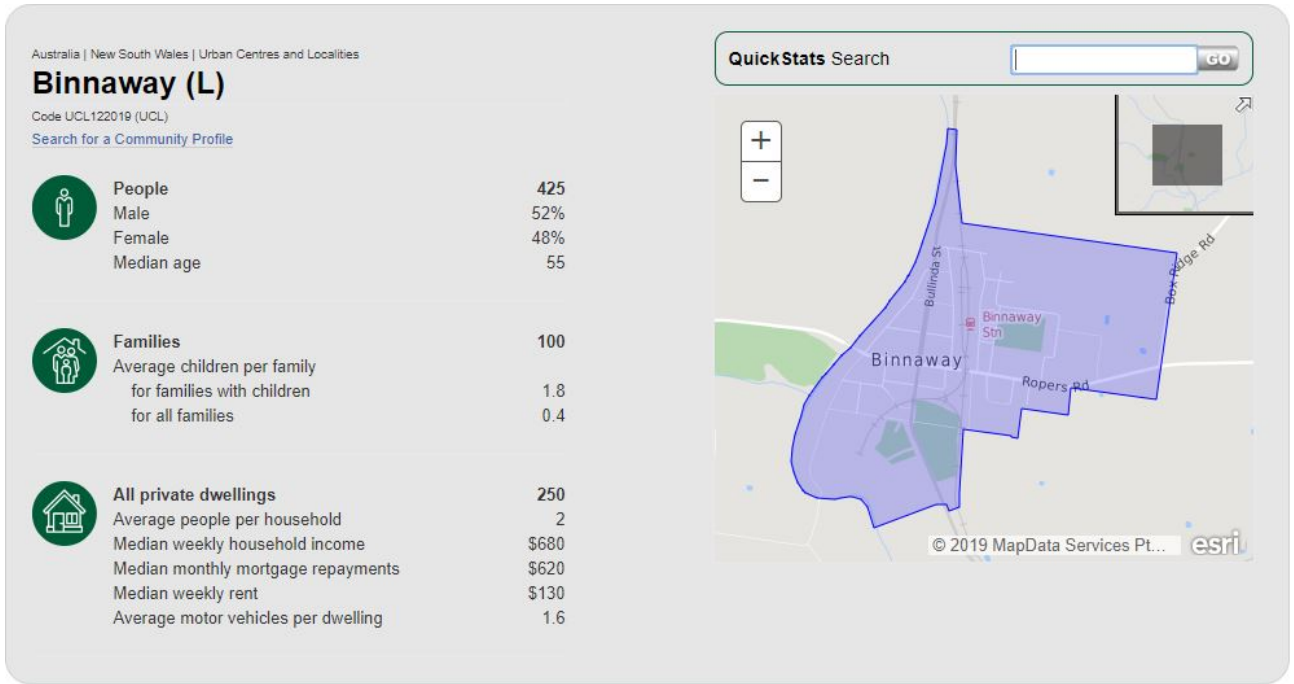 Australia | New South Wales | Urban Centres and Localities
Binnaway (L)
Code UCL122019 (UCL)
Search for a Community Profile
People 425
Male 52%
Female 48%
Median age 55
Families 100
Average children per family
for families with children 1.8
for all families 0.4
All private dwellings 250
Average people per household 2
Median weekly household income $680
Median monthly mortgage repayments $620
Median weekly rent $130
Average motor vehicles per dwelling 1.6
QuickStats Search GO
+
−
Bullinda St
Box Ridge Rd
Binnaway
Stn
Binnaway
Ropers Rd
© 2019 MapData Services Pt... esri